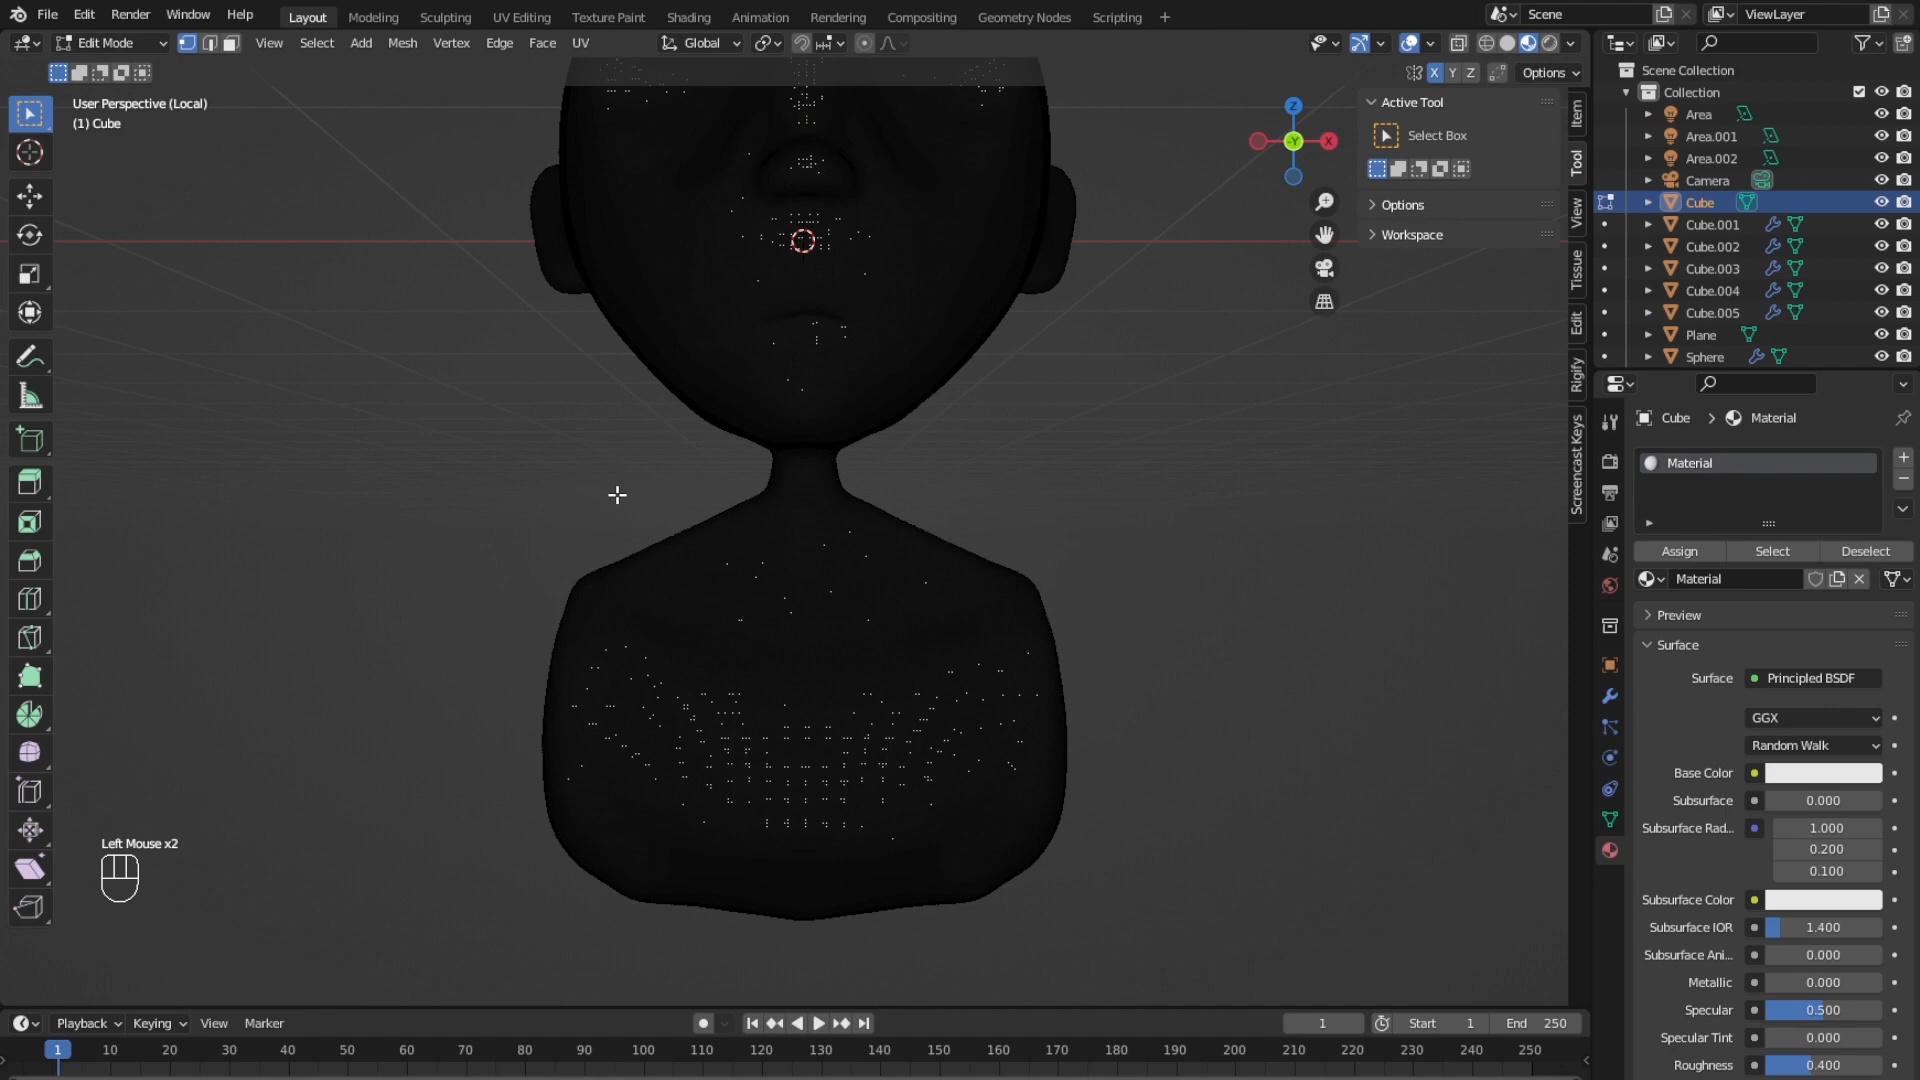 File Edit Render Window Help Layout Modeling Sculpting UV Editing Texture Paint Shading Animation Rendering Compositing Geometry Nodes Scripting + Scene ViewLayer
Edit Mode View Select Add Mesh Vertex Edge Face UV Global
X Y Z Options
User Perspective (Local)
(1) Cube
Z
-Y
X
Active Tool
Select Box
Options
Workspace
Item
Tool
View
Tissue
Edit
Rigify
Screencast Keys
Left Mouse x2
Scene Collection
Collection
Area
Area.001
Area.002
Camera
Cube
Cube.001
Cube.002
Cube.003
Cube.004
Cube.005
Plane
Sphere
Cube > Material
Material
Assign Select Deselect
Material
Preview
Surface
Surface Principled BSDF
GGX
Random Walk
Base Color
Subsurface 0.000
Subsurface Rad... 1.000
0.200
0.100
Subsurface Color
Subsurface IOR 1.400
Subsurface Ani... 0.000
Metallic 0.000
Specular 0.500
Specular Tint 0.000
Roughness 0.400
Playback Keying View Marker 1 Start 1 End 250
1 10 20 30 40 50 60 70 80 90 100 110 120 130 140 150 160 170 180 190 200 210 220 230 240 250